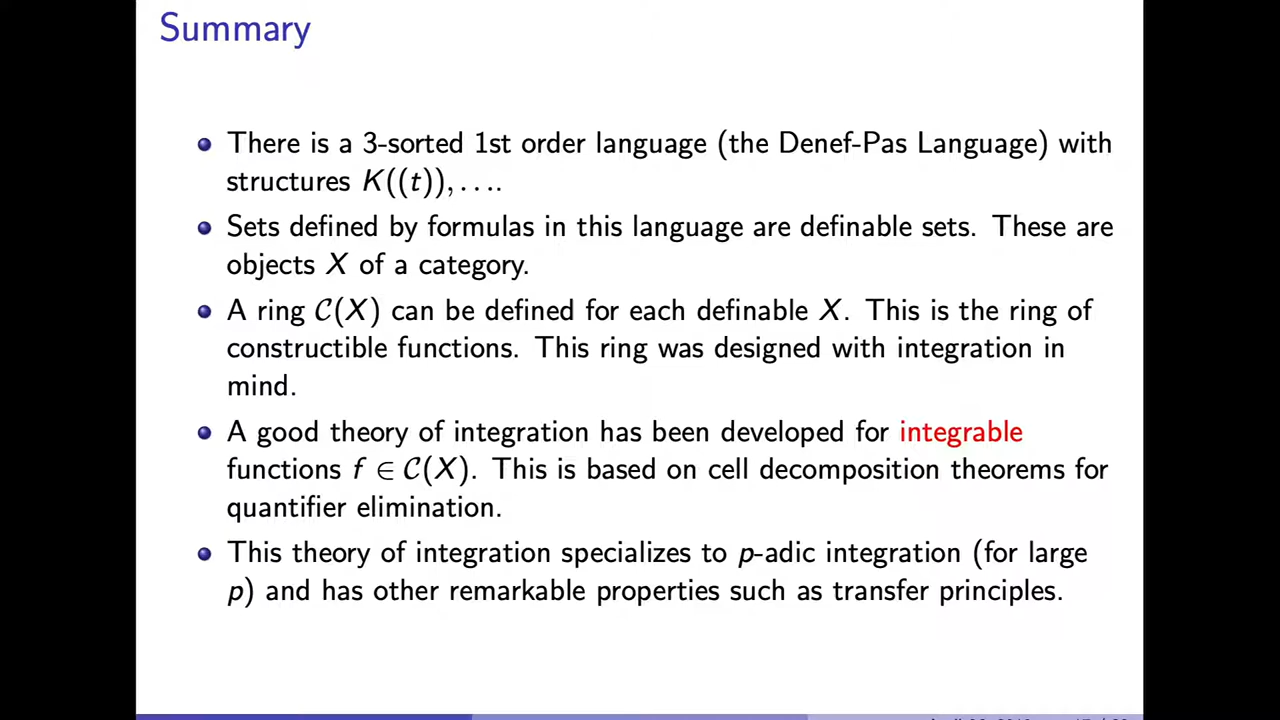 Summary
There is a 3-sorted 1st order language (the Denef-Pas Language) with
structures K((t)), . . ..
Sets defined by formulas in this language are definable sets. These are
objects X of a category.
A ring C(X) can be defined for each definable X. This is the ring of
constructible functions. This ring was designed with integration in
mind.
A good theory of integration has been developed for integrable
functions f ∈ C(X). This is based on cell decomposition theorems for
quantifier elimination.
This theory of integration specializes to p-adic integration (for large
p) and has other remarkable properties such as transfer principles.